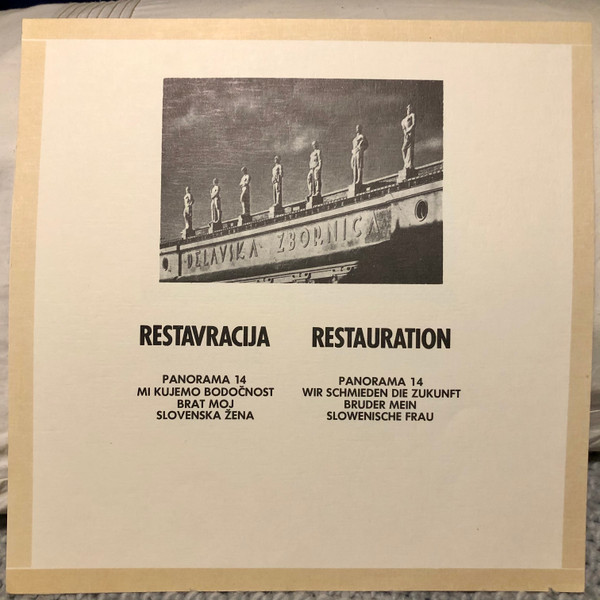 DELAVSKA ZBORNICA
RESTAVRACIJA
PANORAMA 14
MI KUJEMO BODOČNOST
BRAT MOJ
SLOVENSKA ŽENA
RESTAURATION
PANORAMA 14
WIR SCHMIEDEN DIE ZUKUNFT
BRUDER MEIN
SLOWENISCHE FRAU